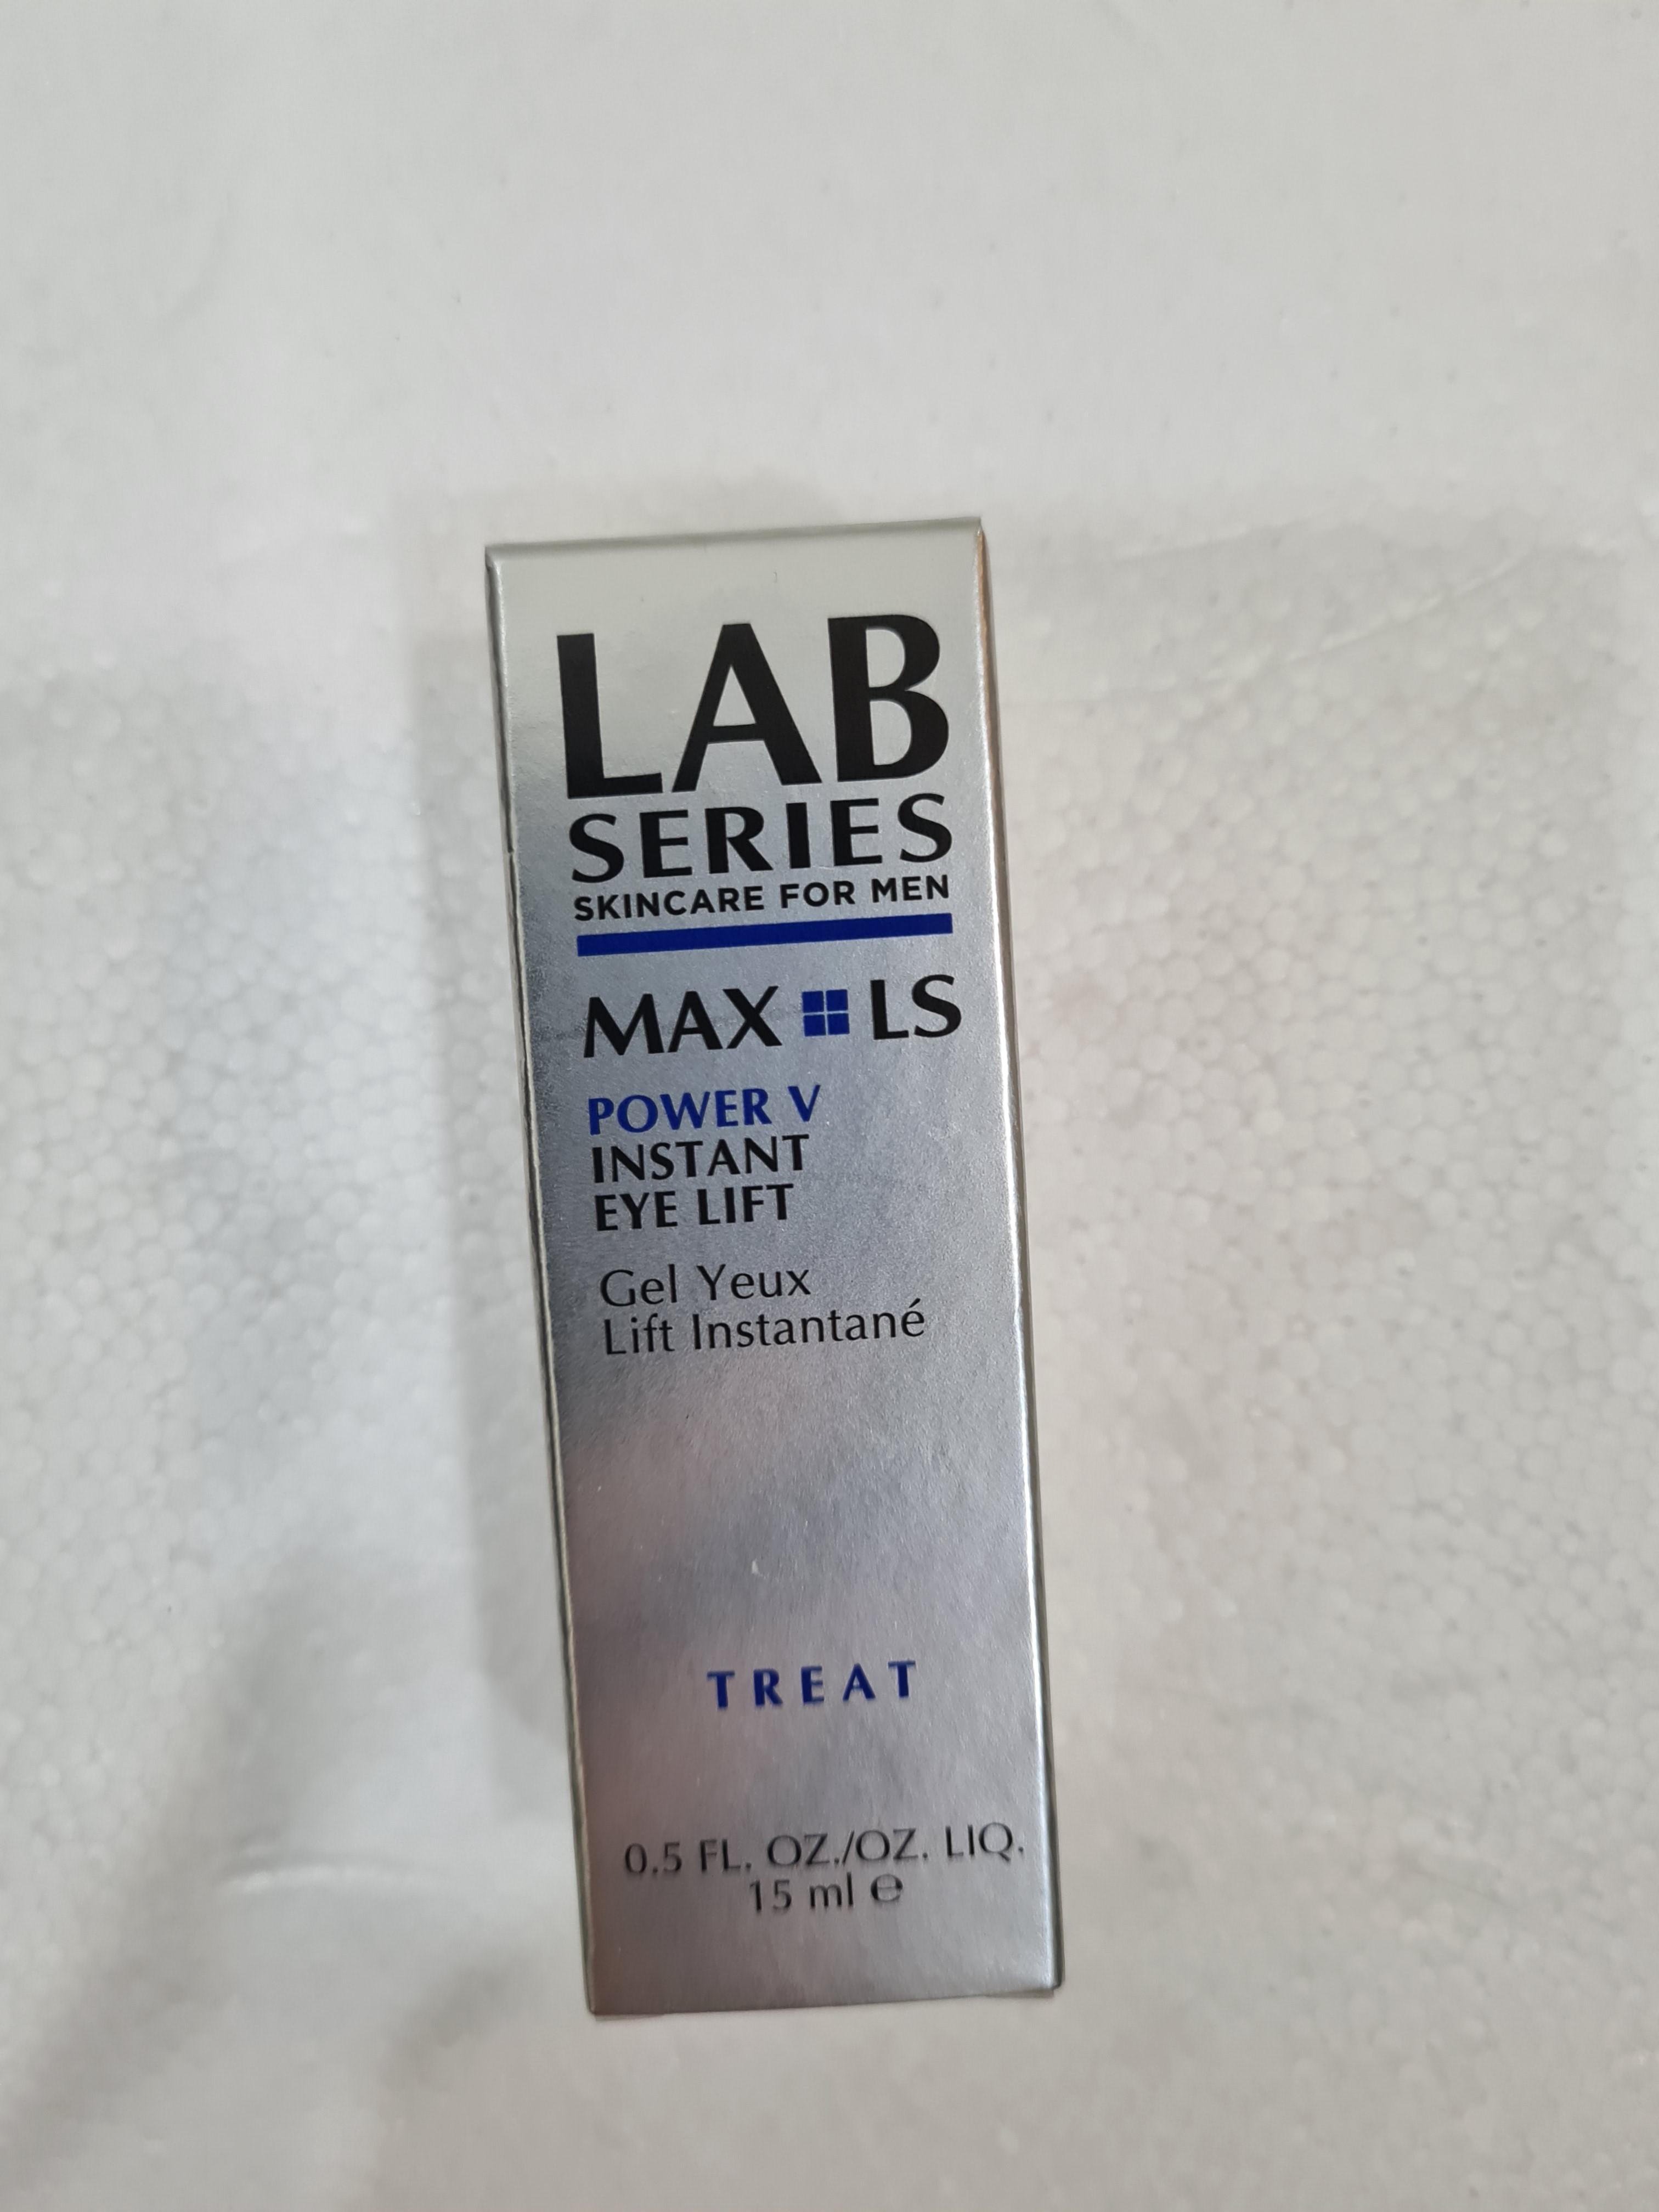 LAB
SERIES
SKINCARE FOR MEN
MAX LS
POWER V
INSTANT
EYE LIFT
Gel Yeux
Lift Instantané
TREAT
0.5 FL. OZ./OZ. LIQ.
15 ml ℮